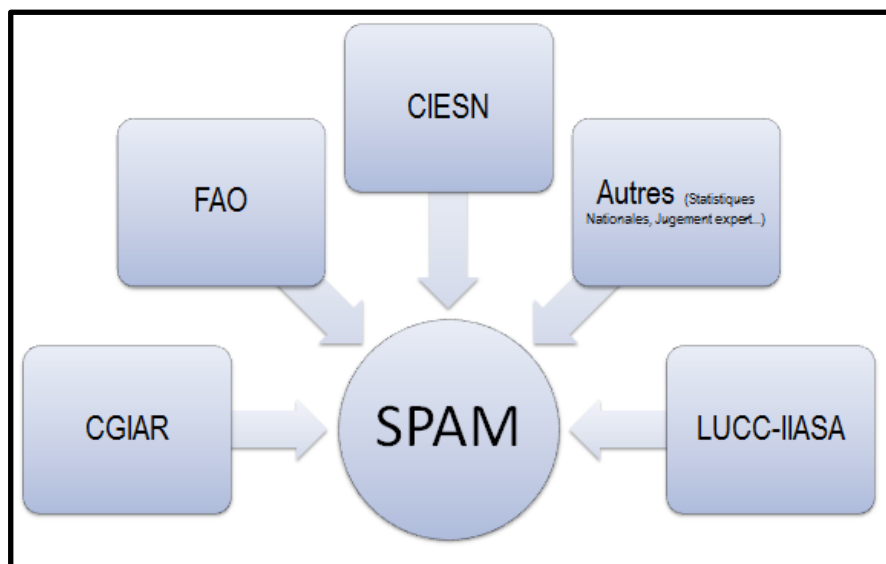 CIESN
FAO
Autres (Statistiques
Nationales, Jugement expert...)
CGIAR
SPAM
LUCC-IIASA